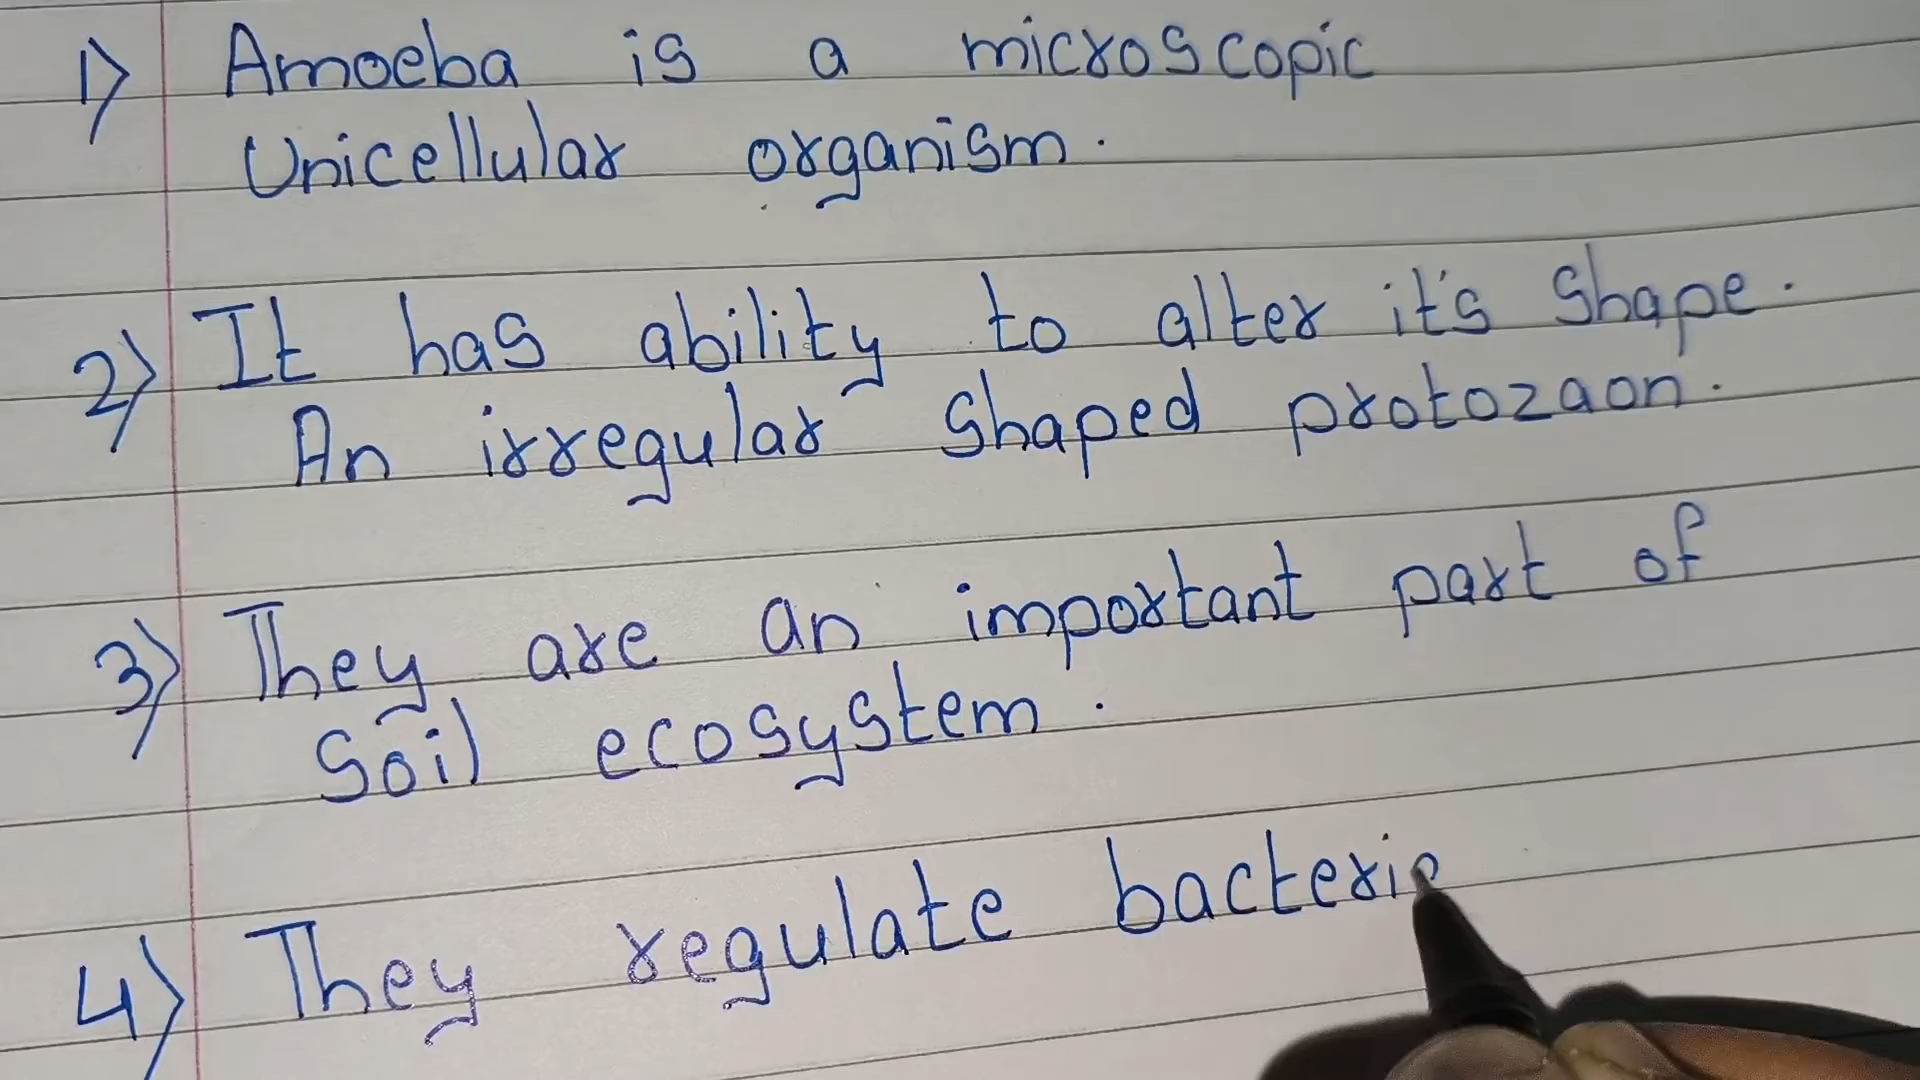 1) Amoeba is a microscopic
Unicellular organism.
2) It has ability to alter it's shape.
An irregular shaped protozaon.
3) They are an important part of
Soil ecosystem.
4) They regulate